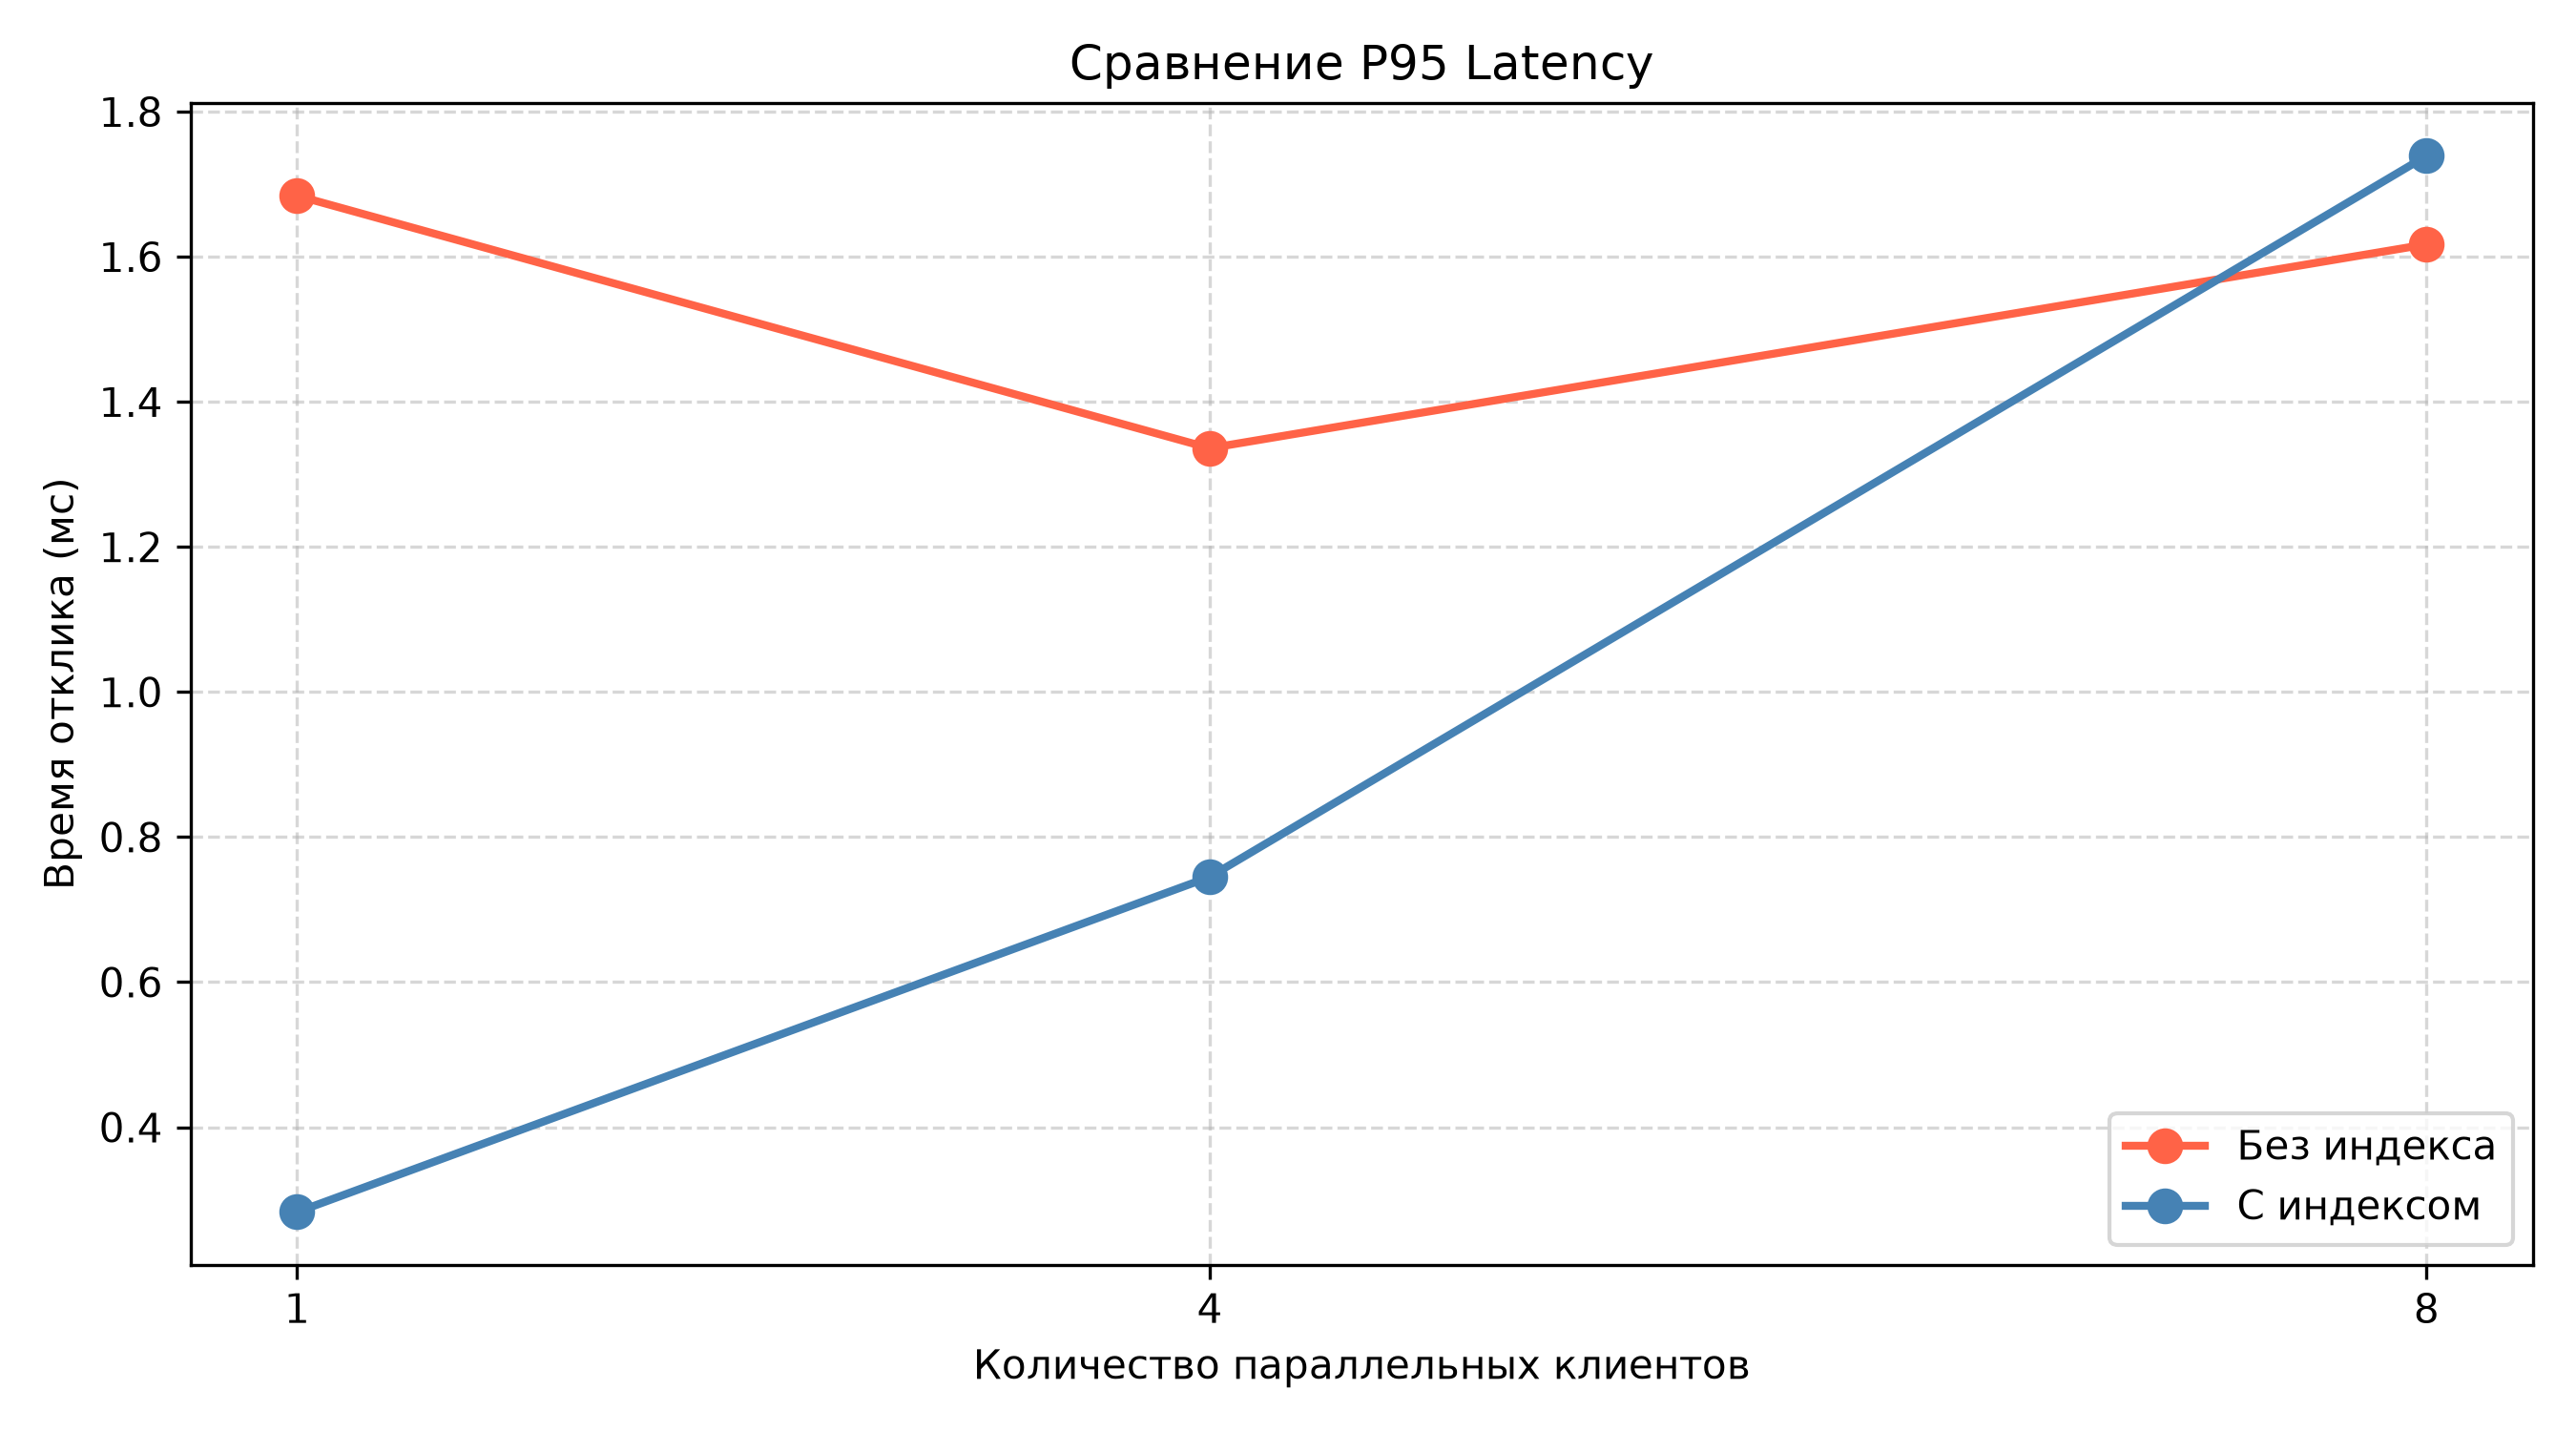 Сравнение P95 Latency
Время отклика (мс)
1.8
1.6
1.4
1.2
1.0
0.8
0.6
0.4
1
4
8
Количество параллельных клиентов
Без индекса
С индексом